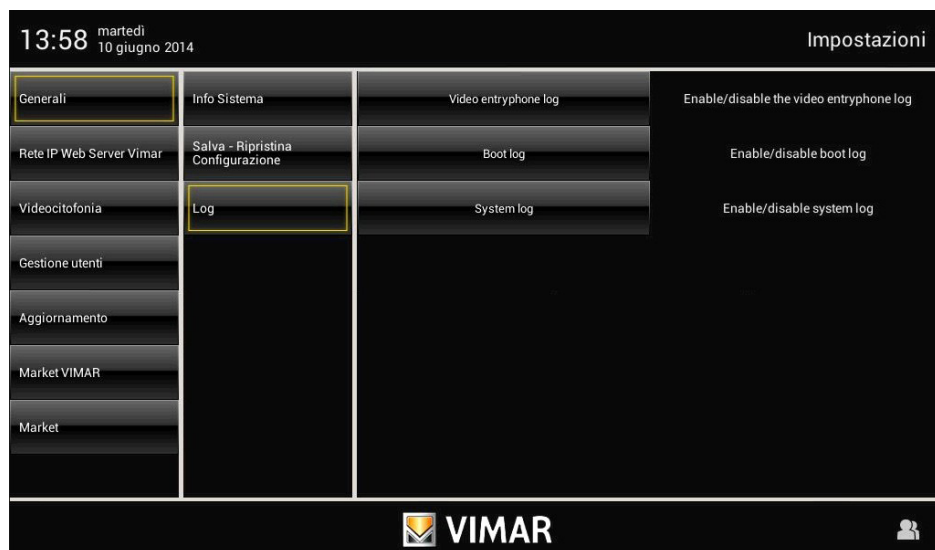 13:58 martedì
10 giugno 2014
Impostazioni
Generali
Rete IP Web Server Vimar
Videocitofonia
Gestione utenti
Aggiornamento
Market VIMAR
Market
Info Sistema
Salva - Ripristina
Configurazione
Log
Video entryphone log
Enable/disable the video entryphone log
Boot log
Enable/disable boot log
System log
Enable/disable system log
VIMAR